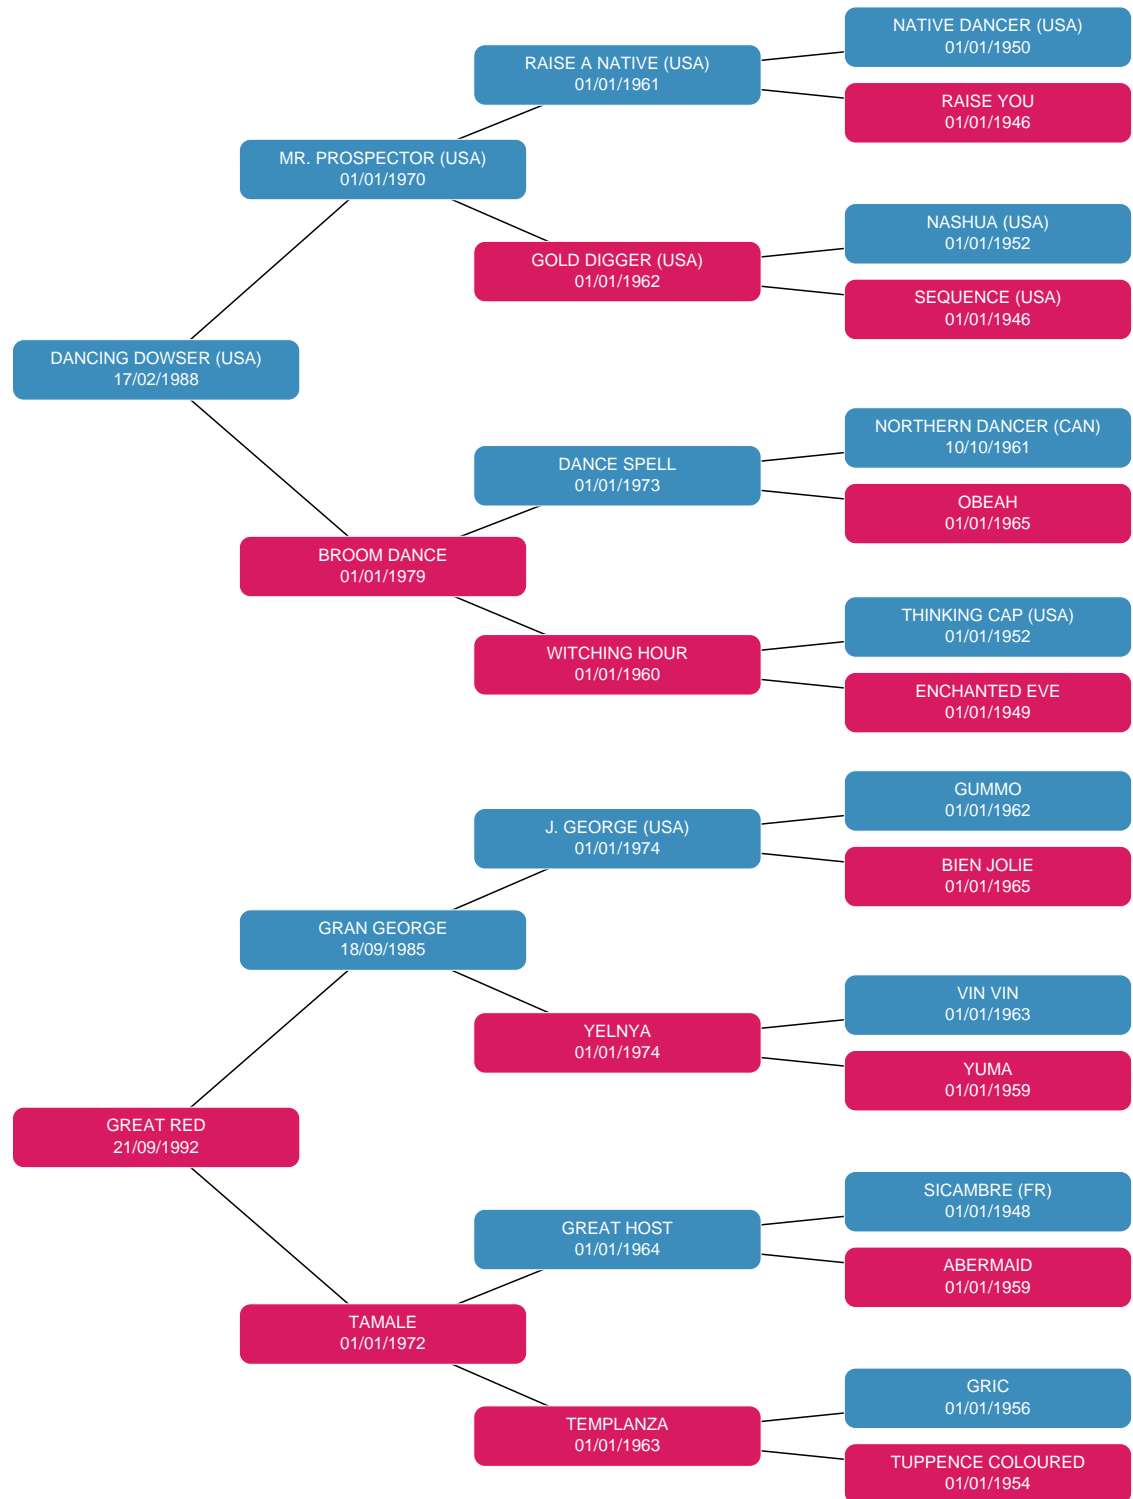 NATIVE DANCER (USA)
01/01/1950
RAISE A NATIVE (USA)
01/01/1961
RAISE YOU
01/01/1946
MR. PROSPECTOR (USA)
01/01/1970
NASHUA (USA)
01/01/1952
GOLD DIGGER (USA)
01/01/1962
SEQUENCE (USA)
01/01/1946
DANCING DOWSER (USA)
17/02/1988
NORTHERN DANCER (CAN)
10/10/1961
DANCE SPELL
01/01/1973
OBEAH
01/01/1965
BROOM DANCE
01/01/1979
THINKING CAP (USA)
01/01/1952
WITCHING HOUR
01/01/1960
ENCHANTED EVE
01/01/1949
GUMMO
01/01/1962
J. GEORGE (USA)
01/01/1974
BIEN JOLIE
01/01/1965
GRAN GEORGE
18/09/1985
VIN VIN
01/01/1963
YELNYA
01/01/1974
YUMA
01/01/1959
GREAT RED
21/09/1992
SICAMBRE (FR)
01/01/1948
GREAT HOST
01/01/1964
ABERMAID
01/01/1959
TAMALE
01/01/1972
GRIC
01/01/1956
TEMPLANZA
01/01/1963
TUPPENCE COLOURED
01/01/1954